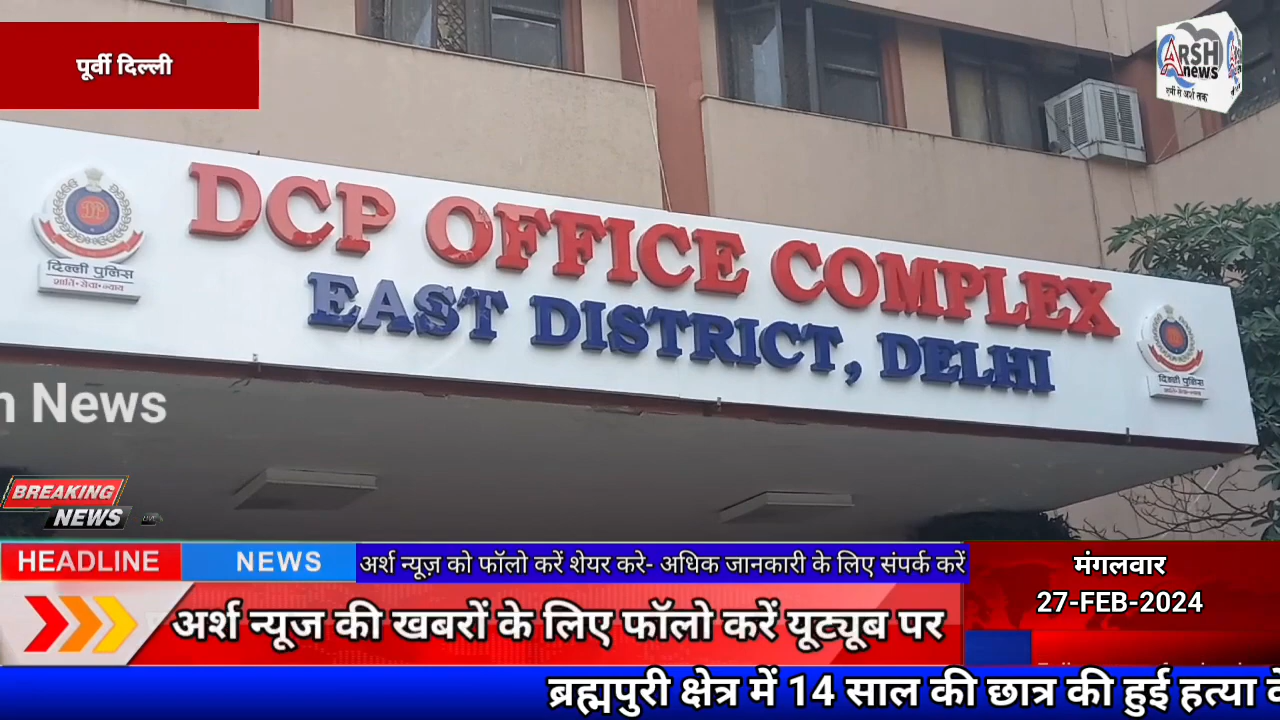 पूर्वी दिल्ली
ARSH
news
DCP OFFICE COMPLEX
EAST DISTRICT, DELHI
दिल्ली पुलिस
शान्ति・सेवा・न्याय
दिल्ली पुलिस
News
BREAKING
NEWS
HEADLINE NEWS
अर्श न्यूज़ को फॉलो करें शेयर करे- अधिक जानकारी के लिए संपर्क करें
मंगलवार
27-FEB-2024
अर्श न्यूज की खबरों के लिए फॉलो करें यूट्यूब पर
ब्रह्मपुरी क्षेत्र में 14 साल की छात्र की हुई हत्या